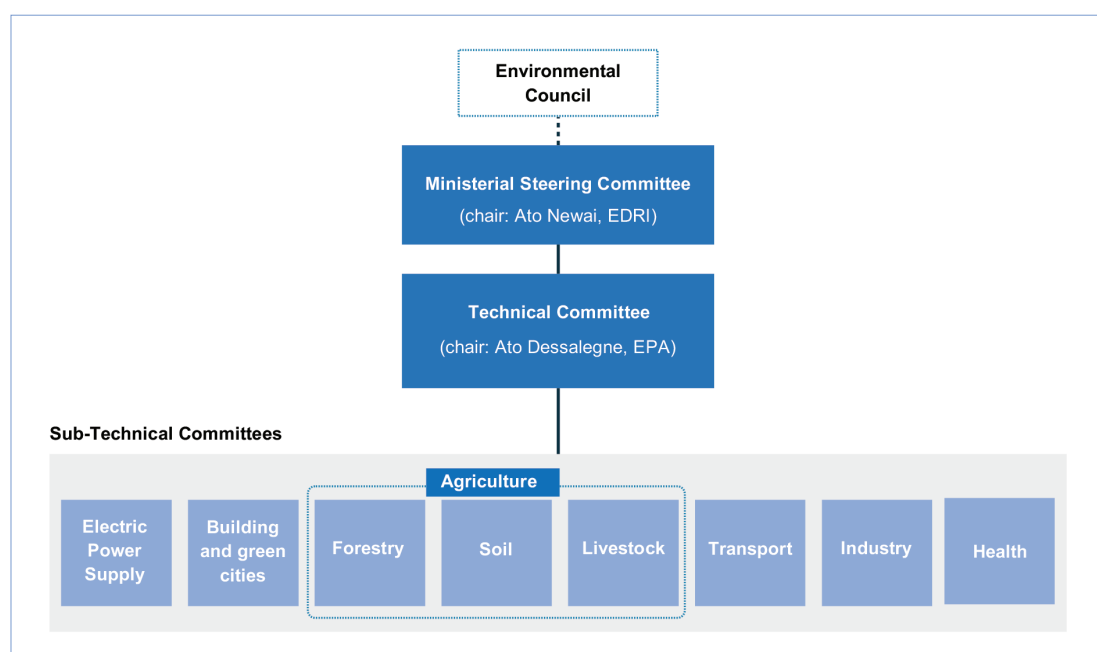 Environmental
Council
Ministerial Steering Committee
(chair: Ato Newai, EDRI)
Technical Committee
(chair: Ato Dessalegne, EPA)
Sub-Technical Committees
Agriculture
Electric
Power
Supply
Building
and green
cities
Forestry
Soil
Livestock
Transport
Industry
Health